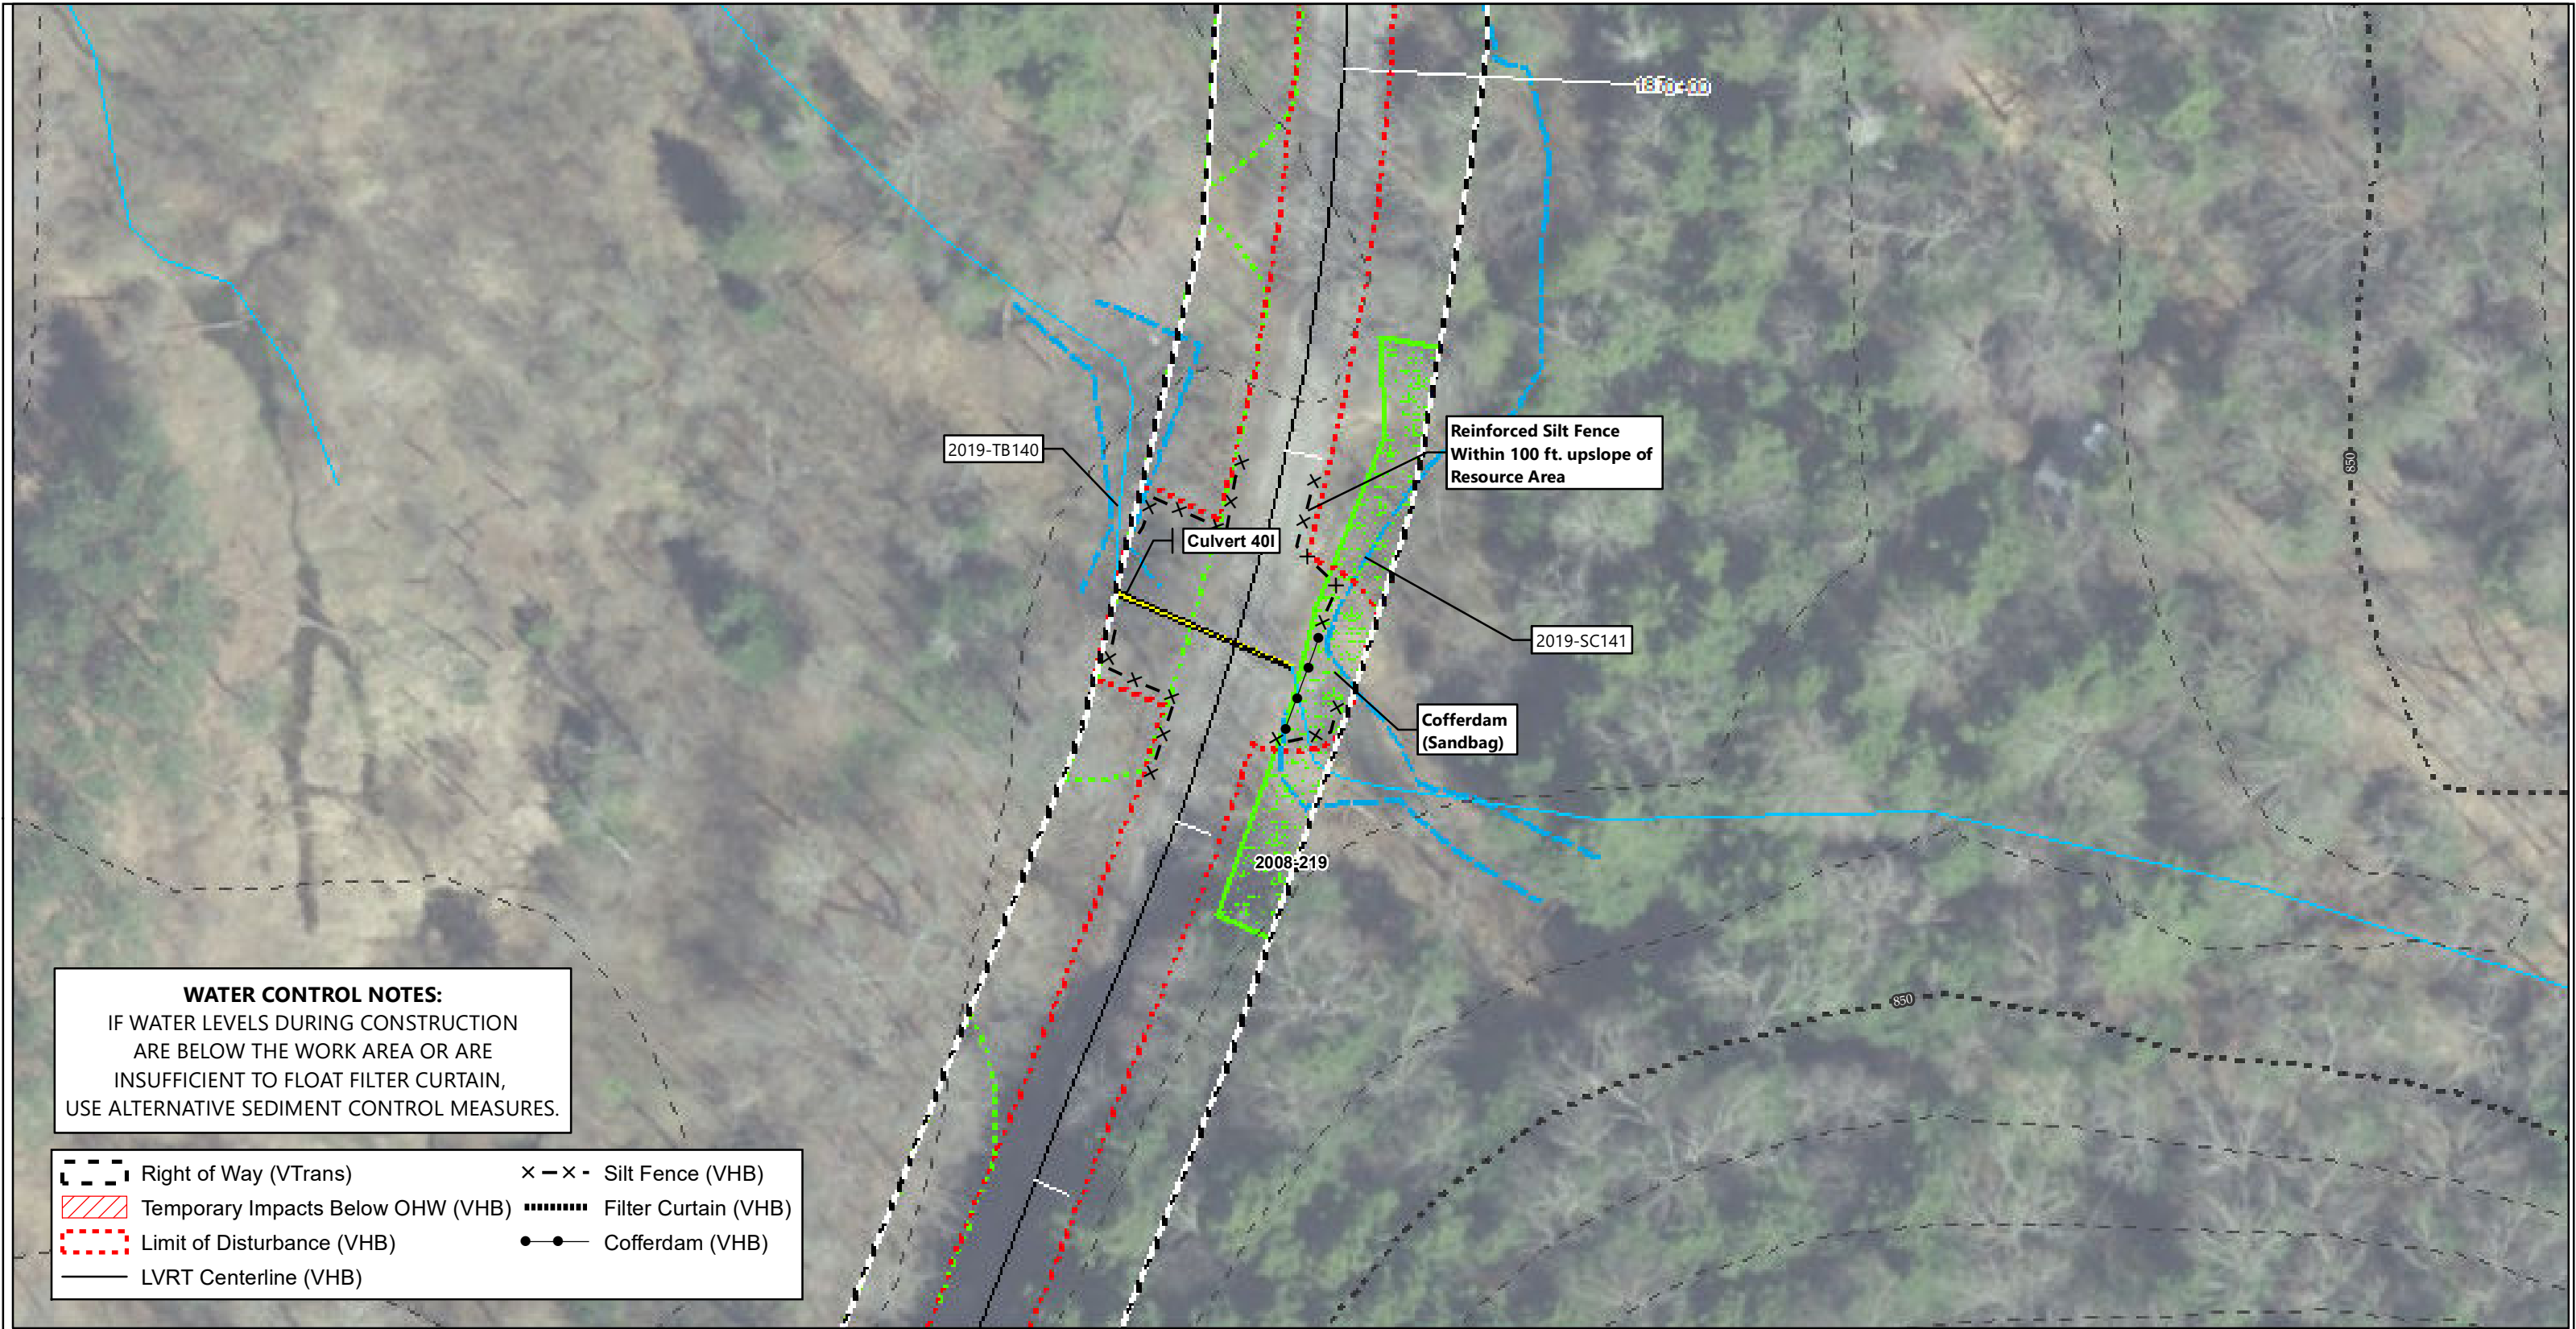 2019-TB140
Reinforced Silt Fence
Within 100 ft. upslope of
Resource Area
850
Culvert 40I
2019-SC141
Cofferdam
(Sandbag)
2008-219
850
WATER CONTROL NOTES:
IF WATER LEVELS DURING CONSTRUCTION
ARE BELOW THE WORK AREA OR ARE
INSUFFICIENT TO FLOAT FILTER CURTAIN,
USE ALTERNATIVE SEDIMENT CONTROL MEASURES.
Right of Way (VTrans)
Temporary Impacts Below OHW (VHB)
Limit of Disturbance (VHB)
LVRT Centerline (VHB)
Silt Fence (VHB)
Filter Curtain (VHB)
Cofferdam (VHB)